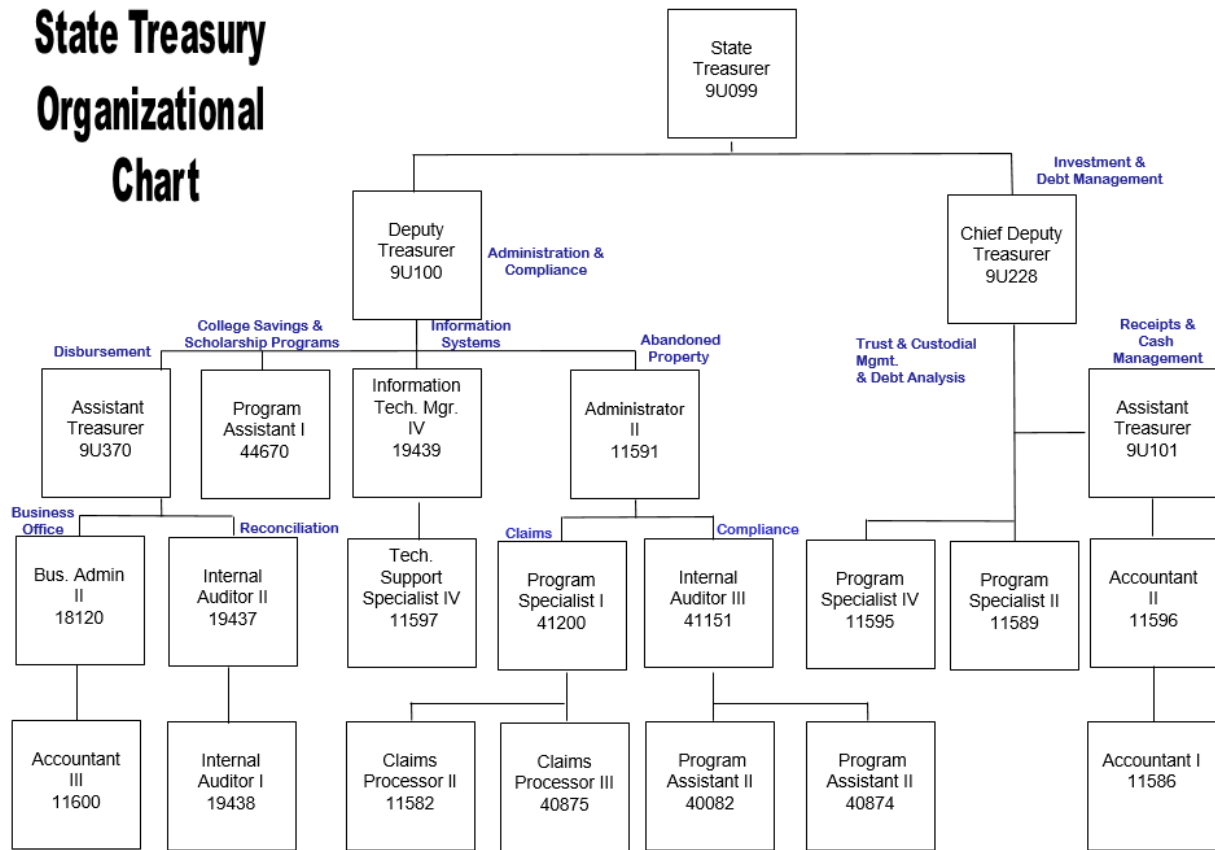 State Treasury
Organizational
Chart
State
Treasurer
9U099
Investment &
Debt Management
Deputy
Treasurer
9U100
Administration &
Compliance
Chief Deputy
Treasurer
9U228
Disbursement
College Savings &
Scholarship Programs
Information
Systems
Abandoned
Property
Trust & Custodial
Mgmt.
& Debt Analysis
Receipts &
Cash
Management
Assistant
Treasurer
9U370
Program
Assistant I
44670
Information
Tech. Mgr.
IV
19439
Administrator
II
11591
Assistant
Treasurer
9U101
Business
Office
Reconciliation
Claims
Compliance
Bus. Admin
II
18120
Internal
Auditor II
19437
Tech.
Support
Specialist IV
11597
Program
Specialist I
41200
Internal
Auditor III
41151
Program
Specialist IV
11595
Program
Specialist II
11589
Accountant
II
11596
Accountant
III
11600
Internal
Auditor I
19438
Claims
Processor II
11582
Claims
Processor III
40875
Program
Assistant II
40082
Program
Assistant II
40874
Accountant I
11586